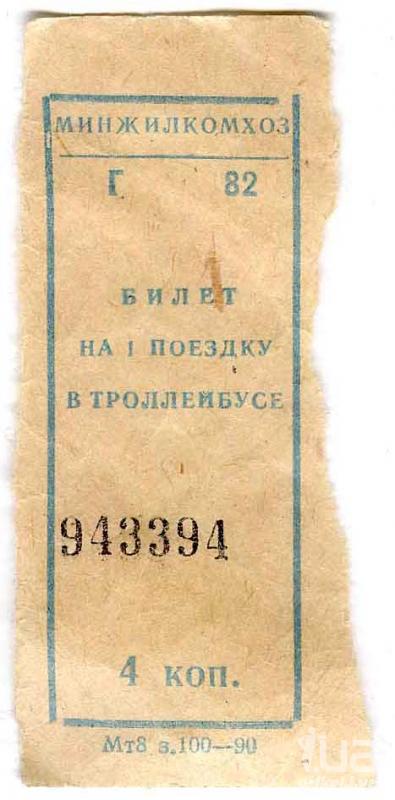 МИНЖИЛКОМХОЗ
Г 82
БИЛЕТ
НА 1 ПОЕЗДКУ
В ТРОЛЛЕЙБУСЕ
943394
4 КОП.
Мт8 з.100—90